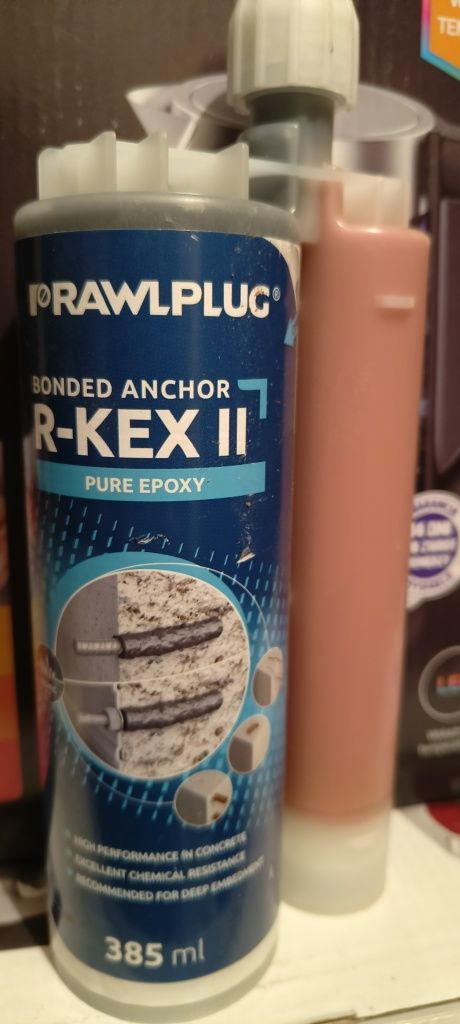 RAWLPLUG®
BONDED ANCHOR
R-KEX II
PURE EPOXY
HIGH PERFORMANCE IN CONCRETE
EXCELLENT CHEMICAL RESISTANCE
RECOMMENDED FOR DEEP EMBEDMENT
385 ml